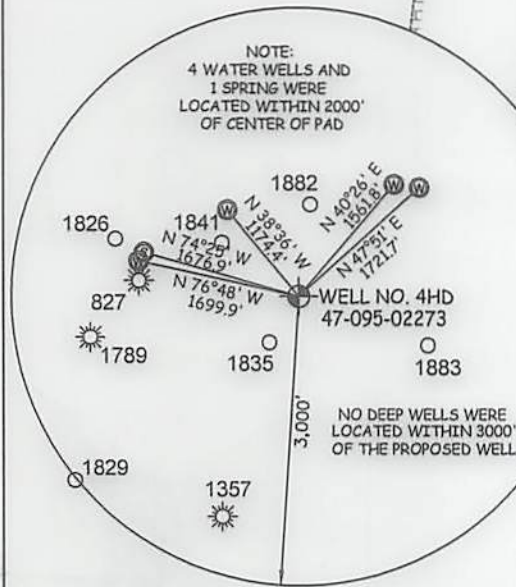 NOTE:
4 WATER WELLS AND
1 SPRING WERE
LOCATED WITHIN 2000'
OF CENTER OF PAD
W
W
1882
N 40°26' E
1561.8'
W
N 47°51' E
1721.7'
1826
1841
N 38°36' W
1174.4'
S
N 74°25' W
1676.9'
W
827
N 76°48' W
1699.9'
WELL NO. 4HD
47-095-02273
1789
1835
1883
3,000'
NO DEEP WELLS WERE
LOCATED WITHIN 3000'
OF THE PROPOSED WELL
1829
1357